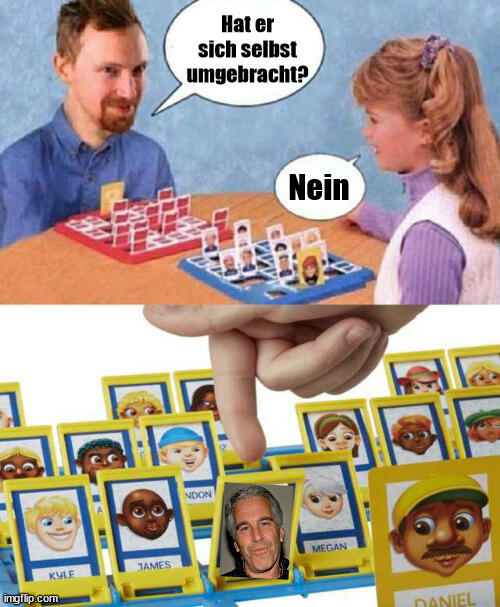 Hat er
sich selbst
umgebracht?
Nein
NDON
KYLE
JAMES
MEGAN
DANIEL
imgflip.com